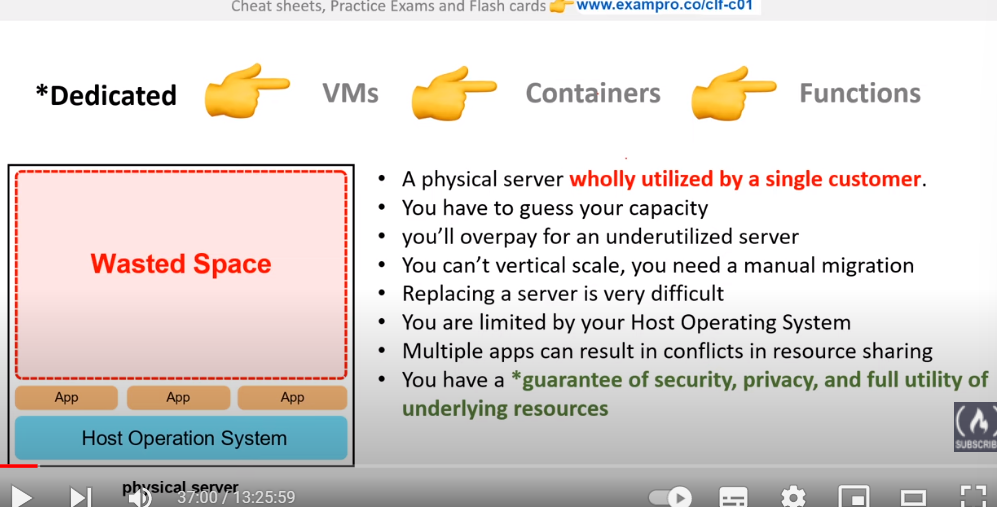 Cheat sheets, Practice Exams and Flash cards 👉 www.exampro.co/clf-c01
*Dedicated 👉 VMs 👉 Containers 👉 Functions
Wasted Space
App App App
Host Operation System
physical server
• A physical server wholly utilized by a single customer.
• You have to guess your capacity
• you’ll overpay for an underutilized server
• You can’t vertical scale, you need a manual migration
• Replacing a server is very difficult
• You are limited by your Host Operating System
• Multiple apps can result in conflicts in resource sharing
• You have a *guarantee of security, privacy, and full utility of
underlying resources
SUBSCRIB
37:00 / 13:25:59